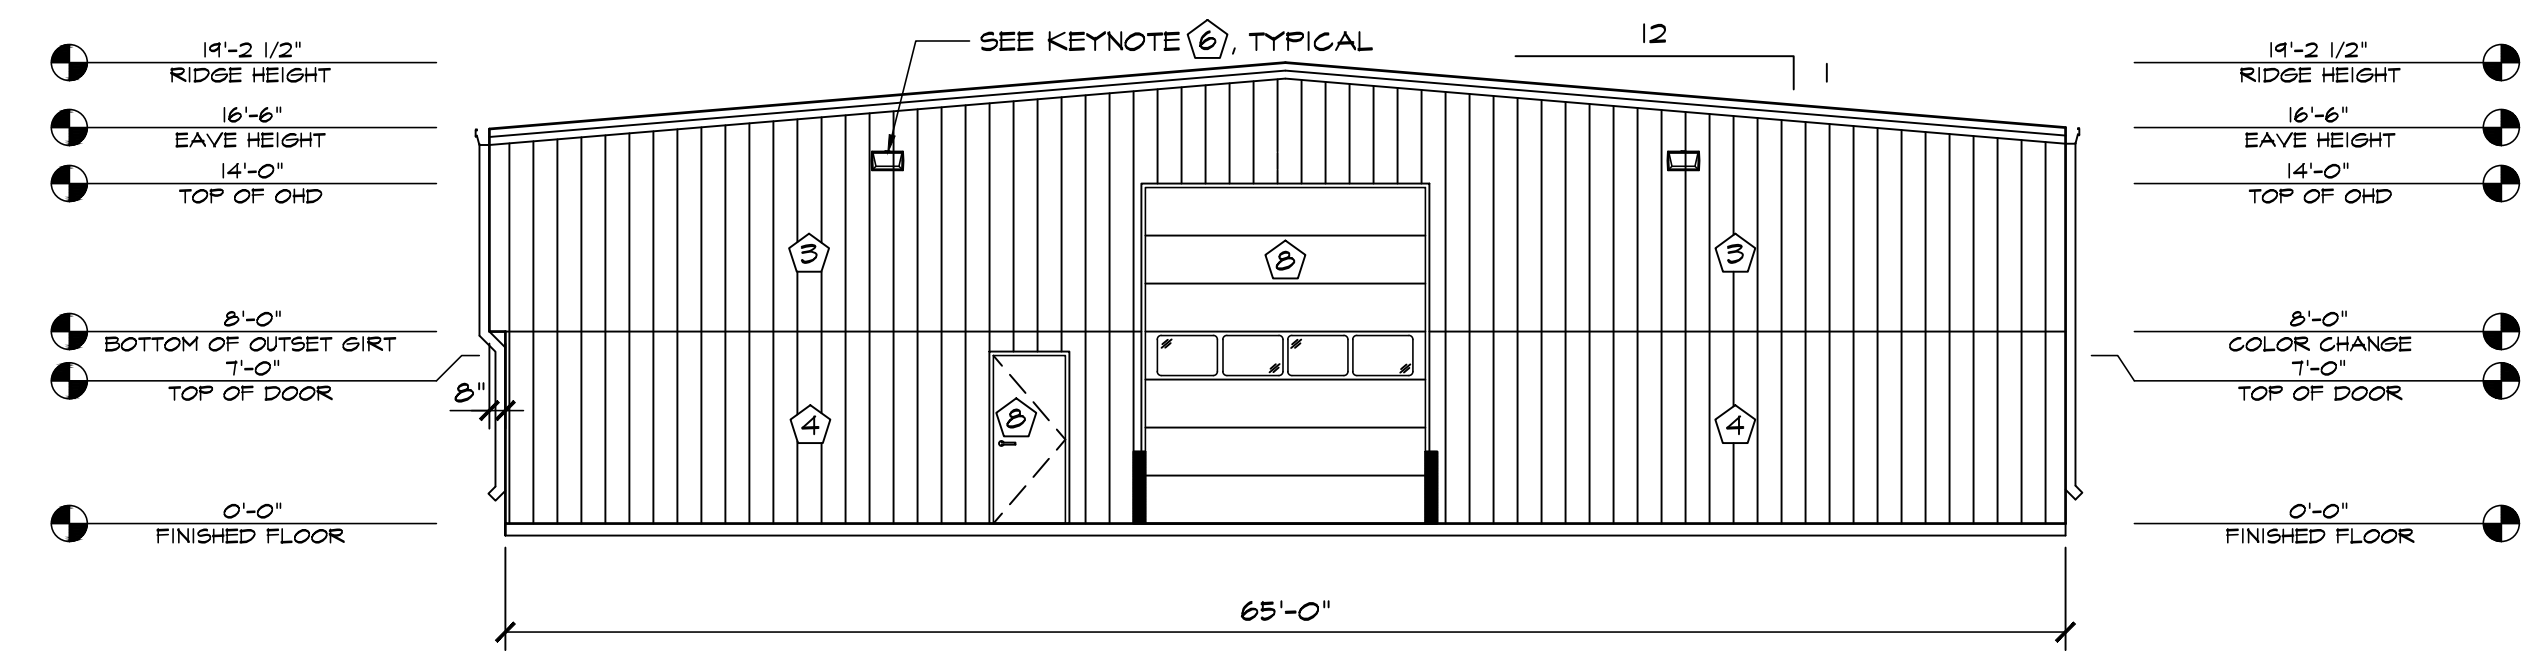 SEE KEYNOTE 6, TYPICAL
12
1
19'-2 1/2"
RIDGE HEIGHT
16'-6"
EAVE HEIGHT
14'-0"
TOP OF OHD
8'-0"
BOTTOM OF OUTSET GIRT
7'-0"
TOP OF DOOR
8"
0'-0"
FINISHED FLOOR
3
4
8
8
3
4
19'-2 1/2"
RIDGE HEIGHT
16'-6"
EAVE HEIGHT
14'-0"
TOP OF OHD
8'-0"
COLOR CHANGE
7'-0"
TOP OF DOOR
0'-0"
FINISHED FLOOR
65'-0"